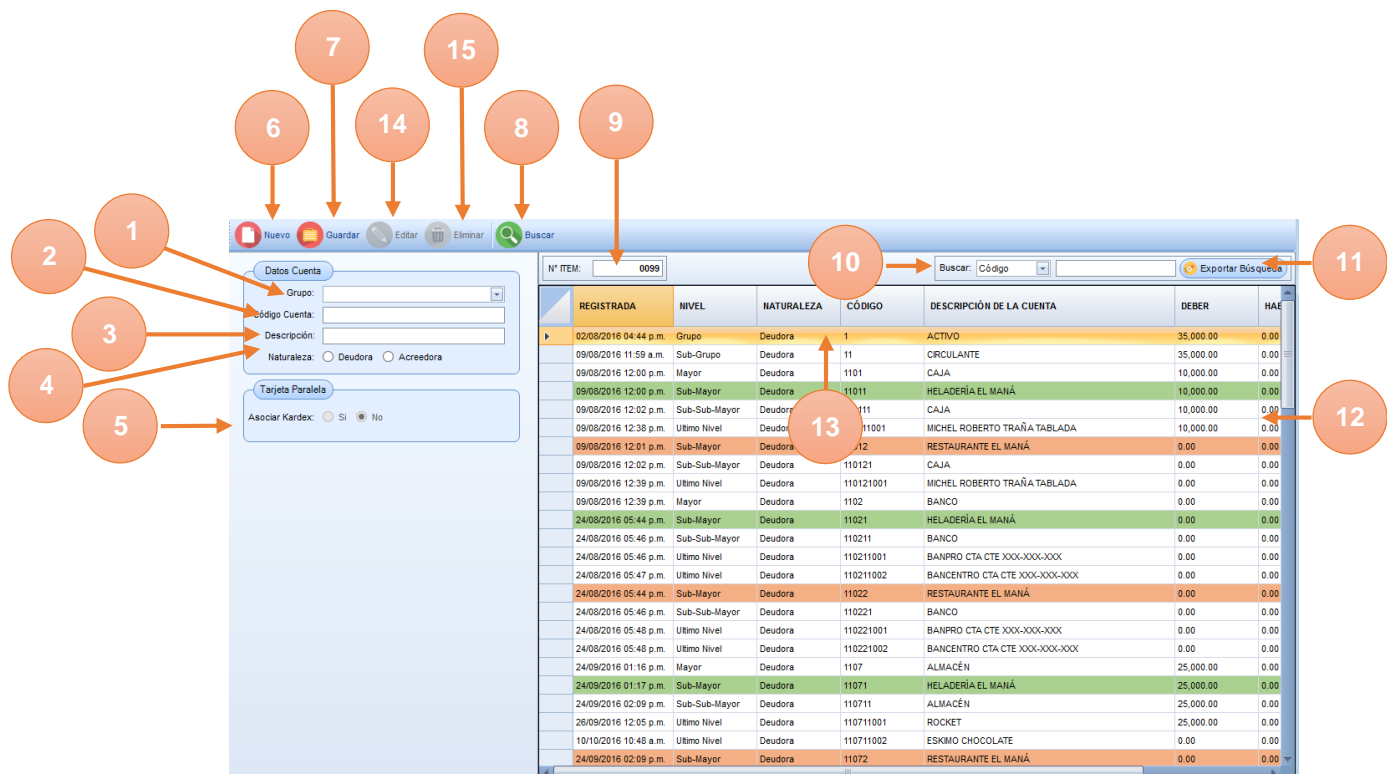 7
15
6
14
8
9
1
2
3
4
5
10
11
12
13
Nuevo Guardar Editar Eliminar Buscar
Datos Cuenta
Grupo:
Código Cuenta:
Descripción:
Naturaleza: Deudora Acreedora
Tarjeta Paralela
Asociar Kardex: Si No
N° ITEM: 0099
Buscar: Código Exportar Búsqueda
REGISTRADA NIVEL NATURALEZA CÓDIGO DESCRIPCIÓN DE LA CUENTA DEBER HAE
02/08/2016 04:44 p.m. Grupo Deudora 1 ACTIVO 35,000.00 0.00
09/08/2016 11:59 a.m. Sub-Grupo Deudora 11 CIRCULANTE 35,000.00 0.00
09/08/2016 12:00 p.m. Mayor Deudora 1101 CAJA 10,000.00 0.00
09/08/2016 12:00 p.m. Sub-Mayor Deudora 11011 HELADERÍA EL MANÁ 10,000.00 0.00
09/08/2016 12:02 p.m. Sub-Sub-Mayor Deudora CAJA 10,000.00 0.00
09/08/2016 12:38 p.m. Ultimo Nivel MICHEL ROBERTO TRAÑA TABLADA 10,000.00 0.00
09/08/2016 12:01 p.m. Sub-Mayor RESTAURANTE EL MANÁ 0.00 0.00
09/08/2016 12:02 p.m. Sub-Sub-Mayor Deudora 110121 CAJA 0.00 0.00
09/08/2016 12:39 p.m. Ultimo Nivel Deudora 110121001 MICHEL ROBERTO TRAÑA TABLADA 0.00 0.00
09/08/2016 12:39 p.m. Mayor Deudora 1102 BANCO 0.00 0.00
24/08/2016 05:44 p.m. Sub-Mayor Deudora 11021 HELADERÍA EL MANÁ 0.00 0.00
24/08/2016 05:46 p.m. Sub-Sub-Mayor Deudora 110211 BANCO 0.00 0.00
24/08/2016 05:46 p.m. Ultimo Nivel Deudora 110211001 BANPRO CTA CTE XXX-XXX-XXX 0.00 0.00
24/08/2016 05:47 p.m. Ultimo Nivel Deudora 110211002 BANCENTRO CTA CTE XXX-XXX-XXX 0.00 0.00
24/08/2016 05:44 p.m. Sub-Mayor Deudora 11022 RESTAURANTE EL MANÁ 0.00 0.00
24/08/2016 05:46 p.m. Sub-Sub-Mayor Deudora 110221 BANCO 0.00 0.00
24/08/2016 05:48 p.m. Ultimo Nivel Deudora 110221001 BANPRO CTA CTE XXX-XXX-XXX 0.00 0.00
24/08/2016 05:48 p.m. Ultimo Nivel Deudora 110221002 BANCENTRO CTA CTE XXX-XXX-XXX 0.00 0.00
24/09/2016 01:16 p.m. Mayor Deudora 1107 ALMACÉN 25,000.00 0.00
24/09/2016 01:17 p.m. Sub-Mayor Deudora 11071 HELADERÍA EL MANÁ 25,000.00 0.00
24/09/2016 02:09 p.m. Sub-Sub-Mayor Deudora 110711 ALMACÉN 25,000.00 0.00
26/09/2016 12:05 p.m. Ultimo Nivel Deudora 110711001 ROCKET 25,000.00 0.00
10/10/2016 10:48 a.m. Ultimo Nivel Deudora 110711002 ESKIMO CHOCOLATE 0.00 0.00
24/09/2016 02:09 p.m. Sub-Mayor Deudora 11072 RESTAURANTE EL MANÁ 0.00 0.00